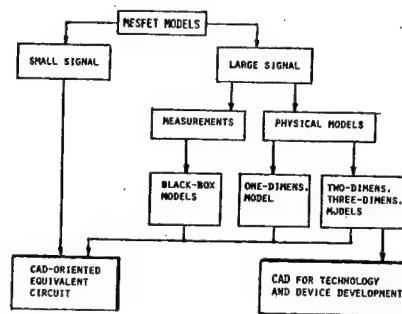 MESFET MODELS
SMALL SIGNAL
LARGE SIGNAL
MEASUREMENTS
PHYSICAL MODELS
BLACK-BOX
MODELS
ONE-DIMENS.
MODEL
TWO-DIMENS.
THREE-DIMENS.
MODELS
CAD-ORIENTED
EQUIVALENT
CIRCUIT
CAD FOR TECHNOLOGY
AND DEVICE DEVELOPMENT